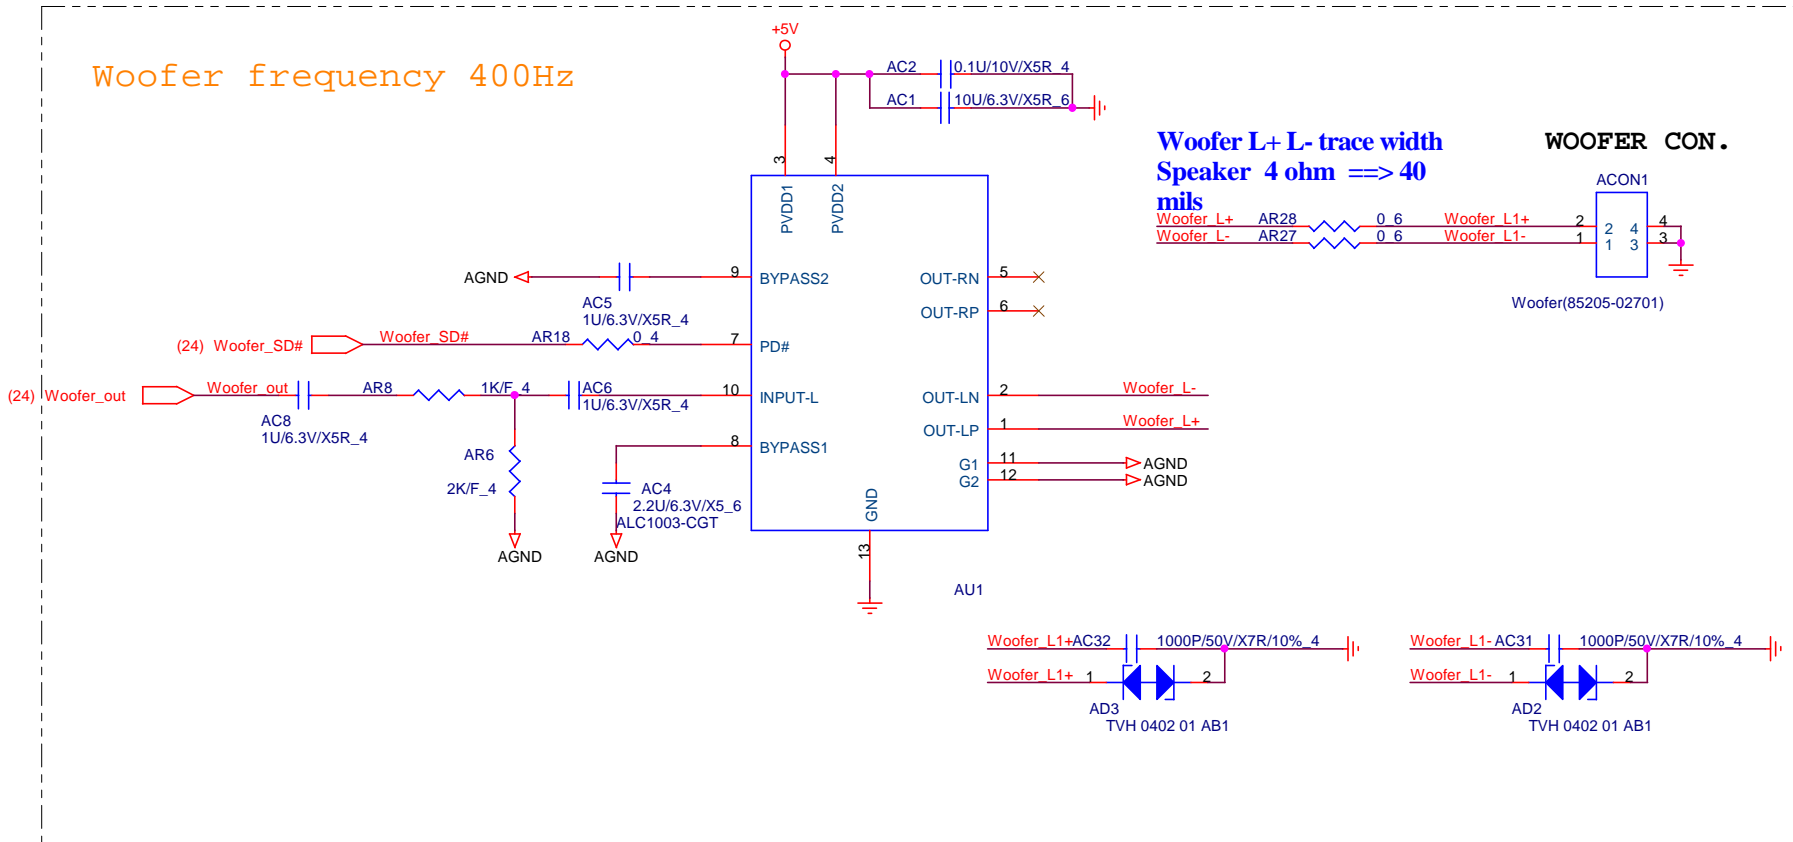 +5V
Woofer frequency 400Hz
AC2 0.1U/10V/X5R_4
AC1 10U/6.3V/X5R_6
Woofer L+ L- trace width
Speaker 4 ohm ==> 40
mils
WOOFER CON.
ACON1
Woofer_L+ AR28 0_6 Woofer_L1+ 2 2 4 4
Woofer_L- AR27 0_6 Woofer_L1- 1 1 3 3
Woofer(85205-02701)
3 4
PVDD1 PVDD2
AGND 9 BYPASS2 OUT-RN 5
AC5
1U/6.3V/X5R_4
OUT-RP 6
(24) Woofer_SD# Woofer_SD# AR18 0_4 7 PD#
(24) Woofer_out Woofer_out AR8 1K/F_4 AC6 10 INPUT-L OUT-LN 2 Woofer_L-
1U/6.3V/X5R_4
AC8
1U/6.3V/X5R_4
OUT-LP 1 Woofer_L+
8 BYPASS1
AR6
2K/F_4
G1 11 AGND
G2 12 AGND
AC4
2.2U/6.3V/X5_6
ALC1003-CGT
GND
13
AGND AGND
AU1
Woofer_L1+ AC32 1000P/50V/X7R/10%_4
Woofer_L1+ 1 2
AD3
TVH 0402 01 AB1
Woofer_L1- AC31 1000P/50V/X7R/10%_4
Woofer_L1- 1 2
AD2
TVH 0402 01 AB1